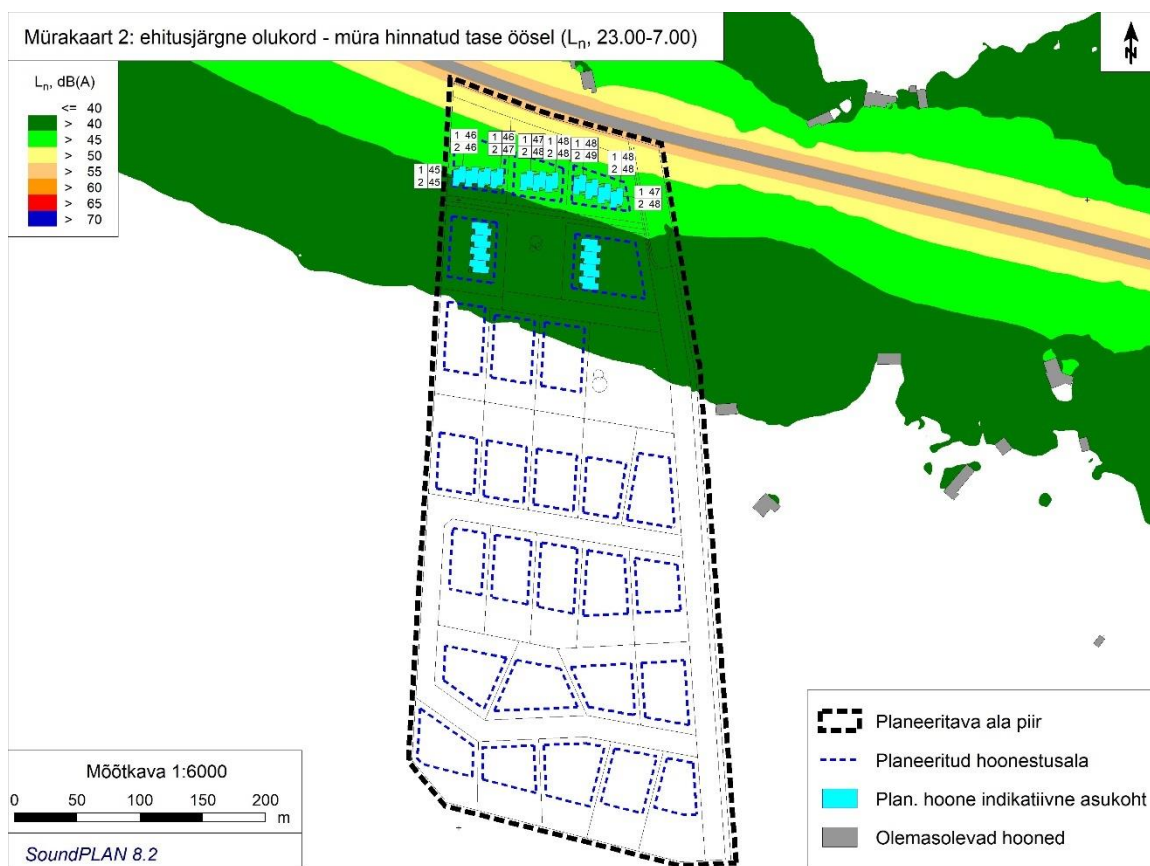 Mürakaart 2: ehitusjärgne olukord - müra hinnatud tase öösel (Ln, 23.00-7.00)
N
Ln, dB(A)
<= 40
> 40
> 45
> 50
> 55
> 60
> 65
> 70
1 46
2 46
1 46
2 47
1 47
2 48
1 48
2 48
1 48
2 49
1 48
2 48
1 45
2 45
1 47
2 48
Mõõtkava 1:6000
0 50 100 150 200
m
SoundPLAN 8.2
Planeeritava ala piir
Planeeritud hoonestusala
Plan. hoone indikatiivne asukoht
Olemasolevad hooned